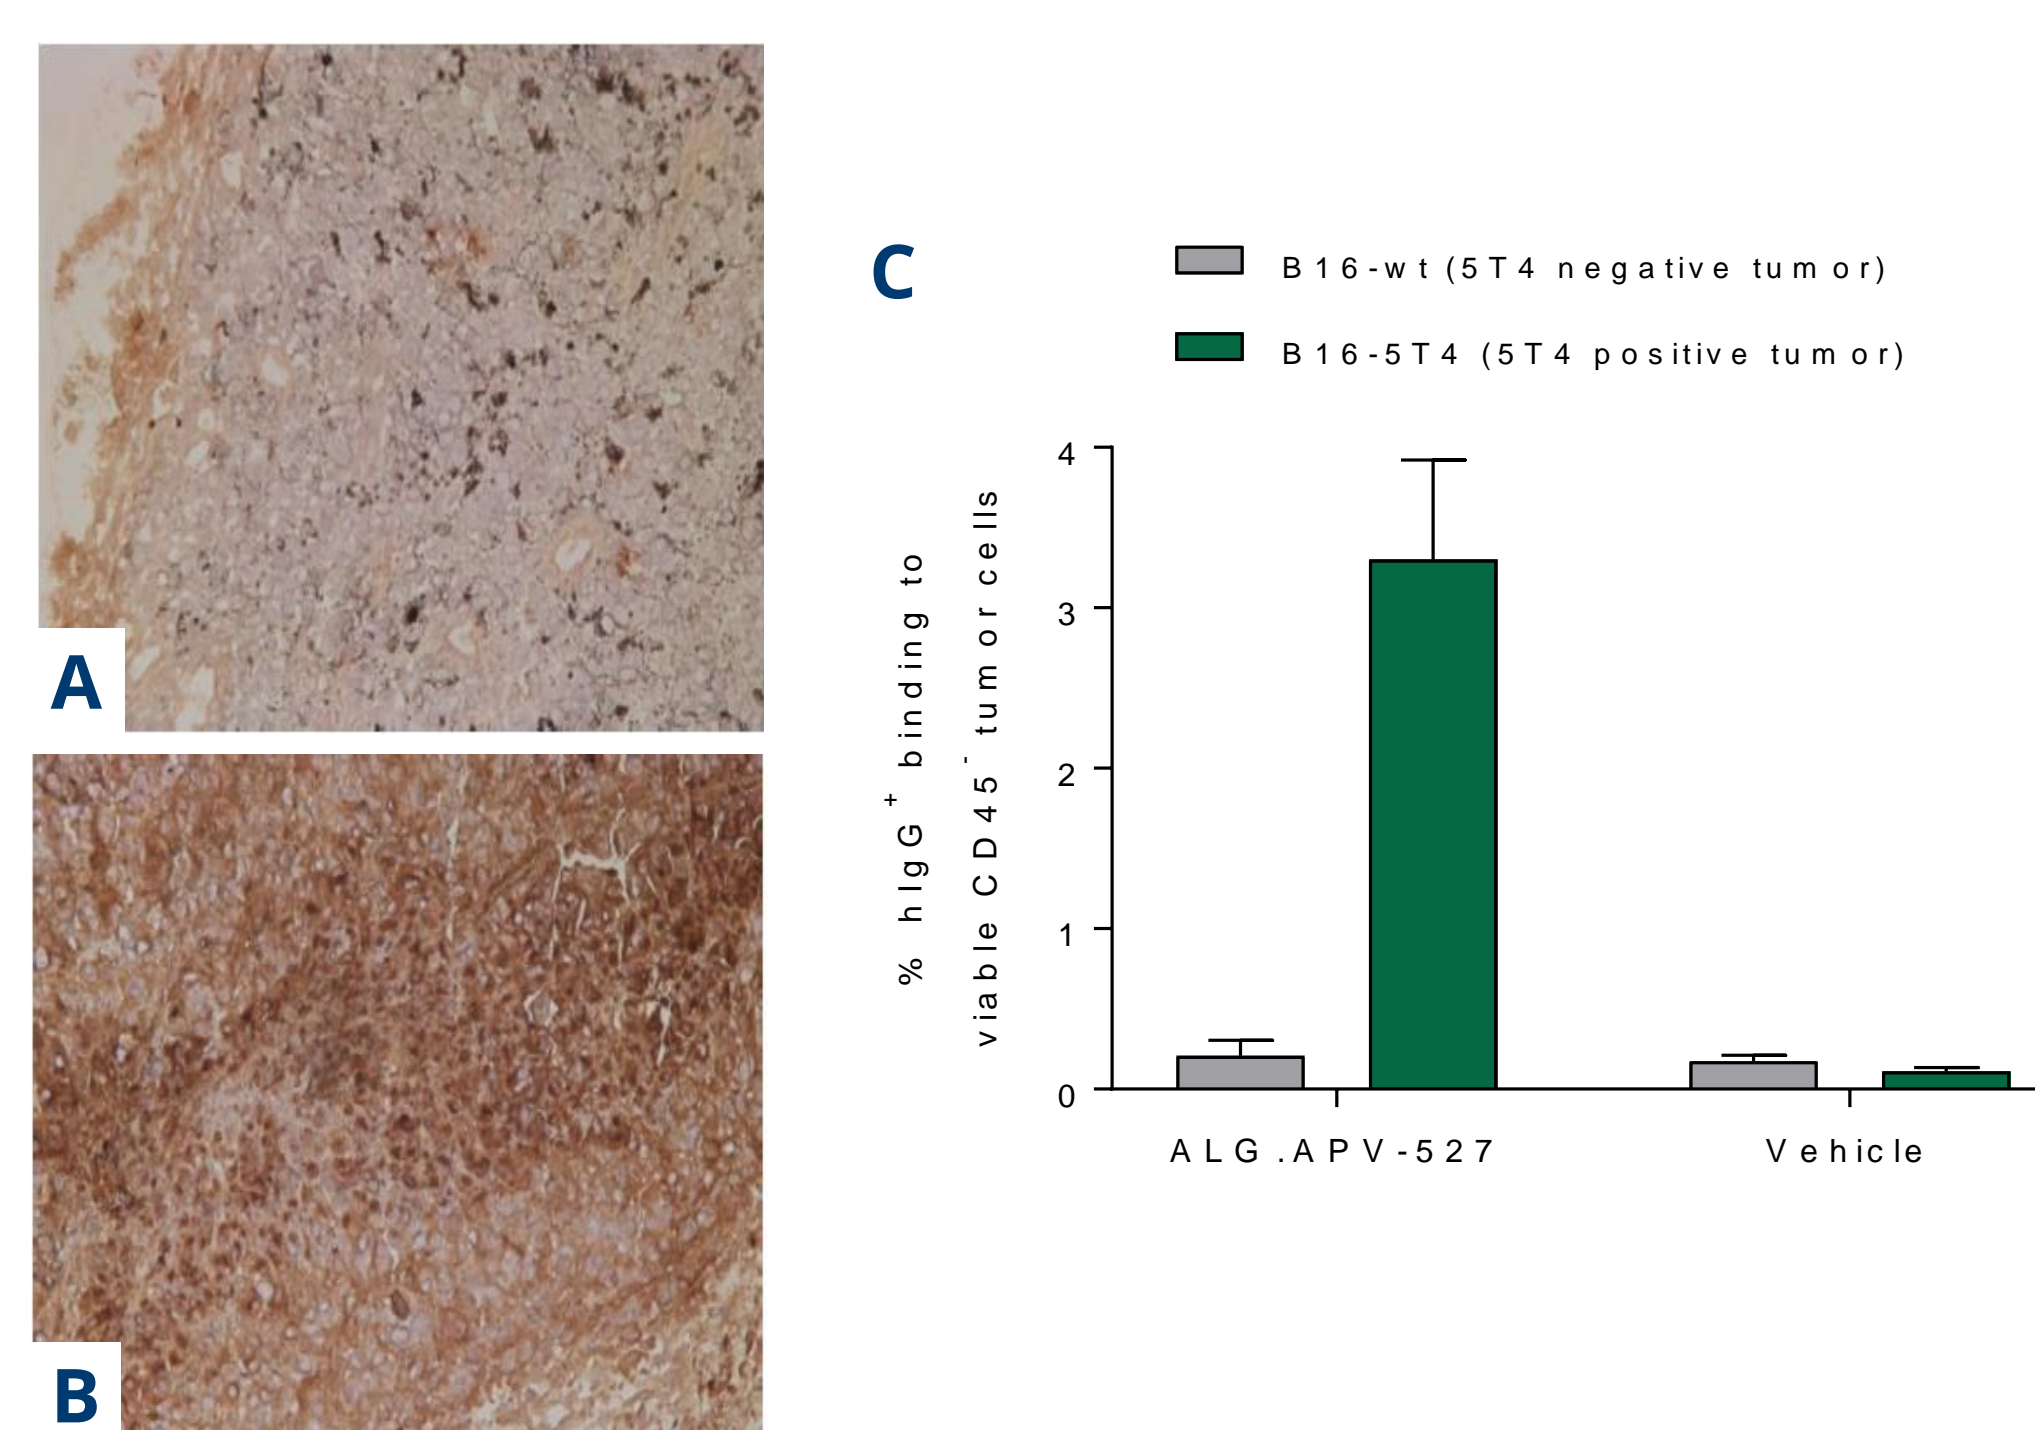 A
B
C
B16-wt (5T4 negative tumor)
B16-5T4 (5T4 positive tumor)
% hIgG⁺ binding to
viable CD45⁻ tumor cells
4
3
2
1
0
ALG.APV-527
Vehicle